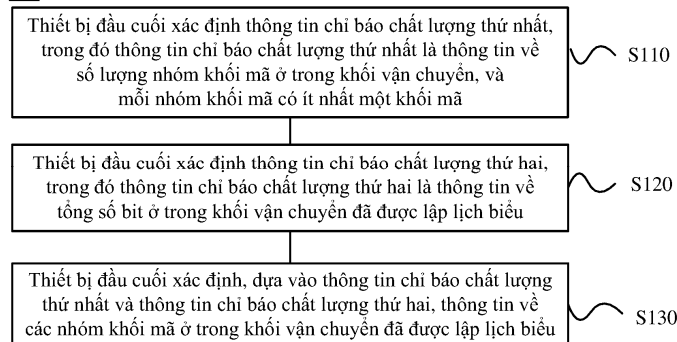 Thiết bị đầu cuối xác định thông tin chỉ báo chất lượng thứ nhất,
trong đó thông tin chỉ báo chất lượng thứ nhất là thông tin về
số lượng nhóm khối mã ở trong khối vận chuyển, và
mỗi nhóm khối mã có ít nhất một khối mã
S110
Thiết bị đầu cuối xác định thông tin chỉ báo chất lượng thứ hai,
trong đó thông tin chỉ báo chất lượng thứ hai là thông tin về
tổng số bit ở trong khối vận chuyển đã được lập lịch biểu
S120
Thiết bị đầu cuối xác định, dựa vào thông tin chỉ báo chất lượng
thứ nhất và thông tin chỉ báo chất lượng thứ hai, thông tin về
các nhóm khối mã ở trong khối vận chuyển đã được lập lịch biểu
S130